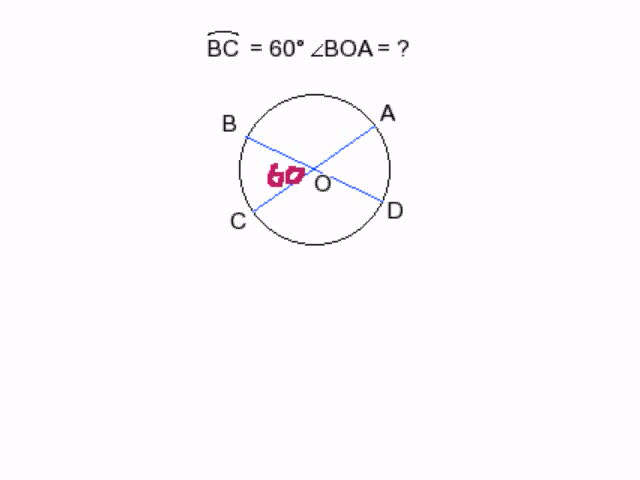 BC = 60° ∠BOA = ?
B
A
60
O
C
D